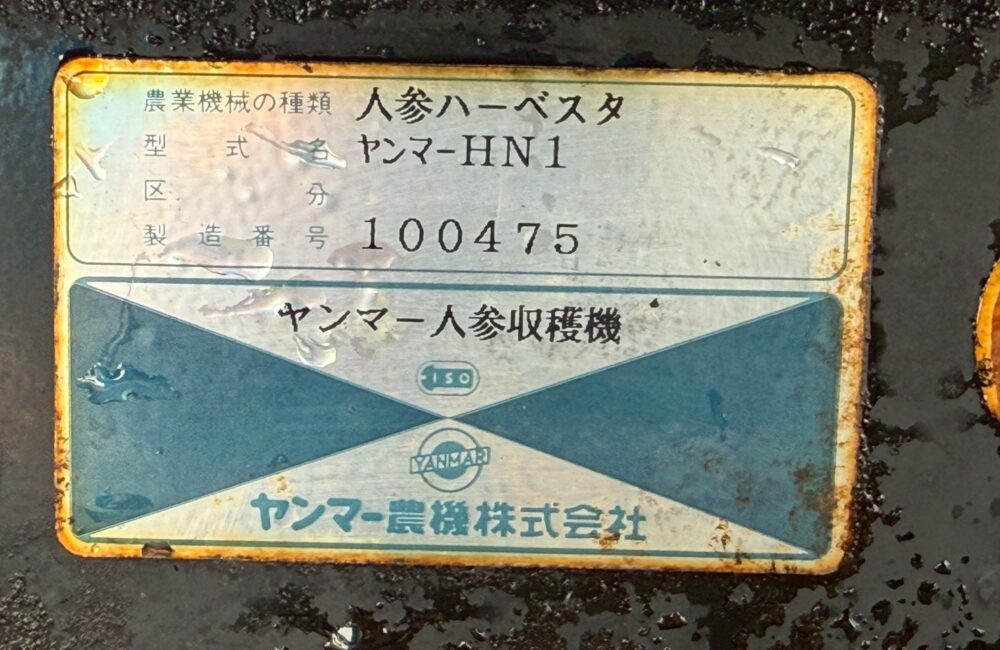 農業機械の種類 人参ハーベスタ
型式名 ヤンマーHN1
区分
製造番号 100475
ヤンマー人参収穫機
ISO
YANMAR
ヤンマー農機株式会社